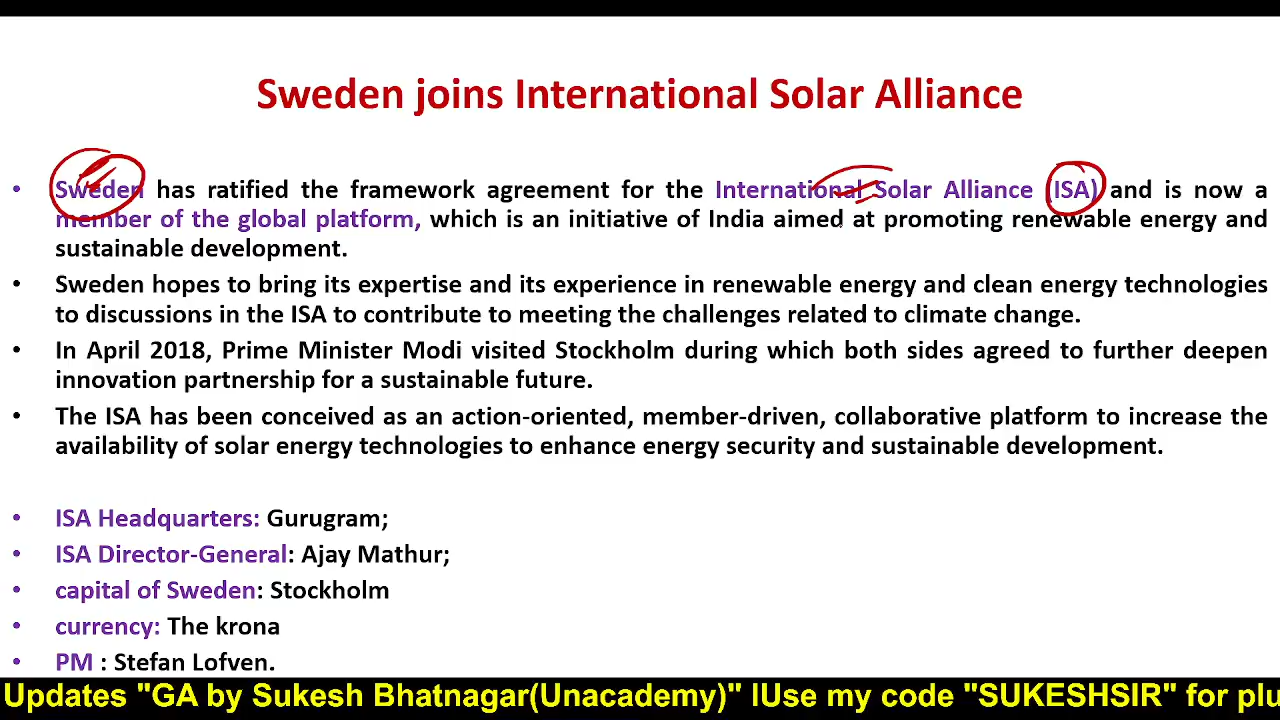 Sweden joins International Solar Alliance
• Sweden has ratified the framework agreement for the International Solar Alliance (ISA) and is now a
member of the global platform, which is an initiative of India aimed at promoting renewable energy and
sustainable development.
• Sweden hopes to bring its expertise and its experience in renewable energy and clean energy technologies
to discussions in the ISA to contribute to meeting the challenges related to climate change.
• In April 2018, Prime Minister Modi visited Stockholm during which both sides agreed to further deepen
innovation partnership for a sustainable future.
• The ISA has been conceived as an action-oriented, member-driven, collaborative platform to increase the
availability of solar energy technologies to enhance energy security and sustainable development.
• ISA Headquarters: Gurugram;
• ISA Director-General: Ajay Mathur;
• capital of Sweden: Stockholm
• currency: The krona
• PM : Stefan Lofven.
Updates "GA by Sukesh Bhatnagar(Unacademy)" lUse my code "SUKESHSIR" for plu